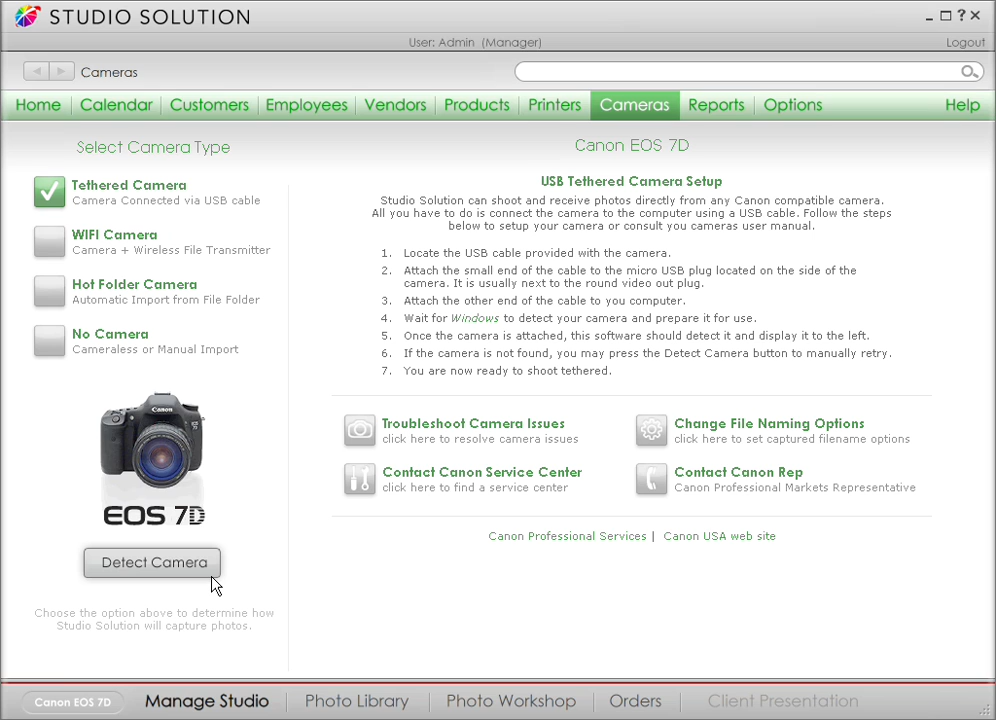 STUDIO SOLUTION
User: Admin (Manager)
Logout
Cameras
Home Calendar Customers Employees Vendors Products Printers Cameras Reports Options Help
Select Camera Type
Tethered Camera
Camera Connected via USB cable
WIFI Camera
Camera + Wireless File Transmitter
Hot Folder Camera
Automatic Import from File Folder
No Camera
Cameraless or Manual Import
Canon
EOS 7D
Detect Camera
Choose the option above to determine how
Studio Solution will capture photos.
Canon EOS 7D
USB Tethered Camera Setup
Studio Solution can shoot and receive photos directly from any Canon compatible camera.
All you have to do is connect the camera to the computer using a USB cable. Follow the steps
below to setup your camera or consult you cameras user manual.
1. Locate the USB cable provided with the camera.
2. Attach the small end of the cable to the micro USB plug located on the side of the
camera. It is usually next to the round video out plug.
3. Attach the other end of the cable to you computer.
4. Wait for Windows to detect your camera and prepare it for use.
5. Once the camera is attached, this software should detect it and display it to the left.
6. If the camera is not found, you may press the Detect Camera button to manually retry.
7. You are now ready to shoot tethered.
Troubleshoot Camera Issues
click here to resolve camera issues
Change File Naming Options
click here to set captured filename options
Contact Canon Service Center
click here to find a service center
Contact Canon Rep
Canon Professional Markets Representative
Canon Professional Services | Canon USA web site
Canon EOS 7D Manage Studio Photo Library Photo Workshop Orders Client Presentation